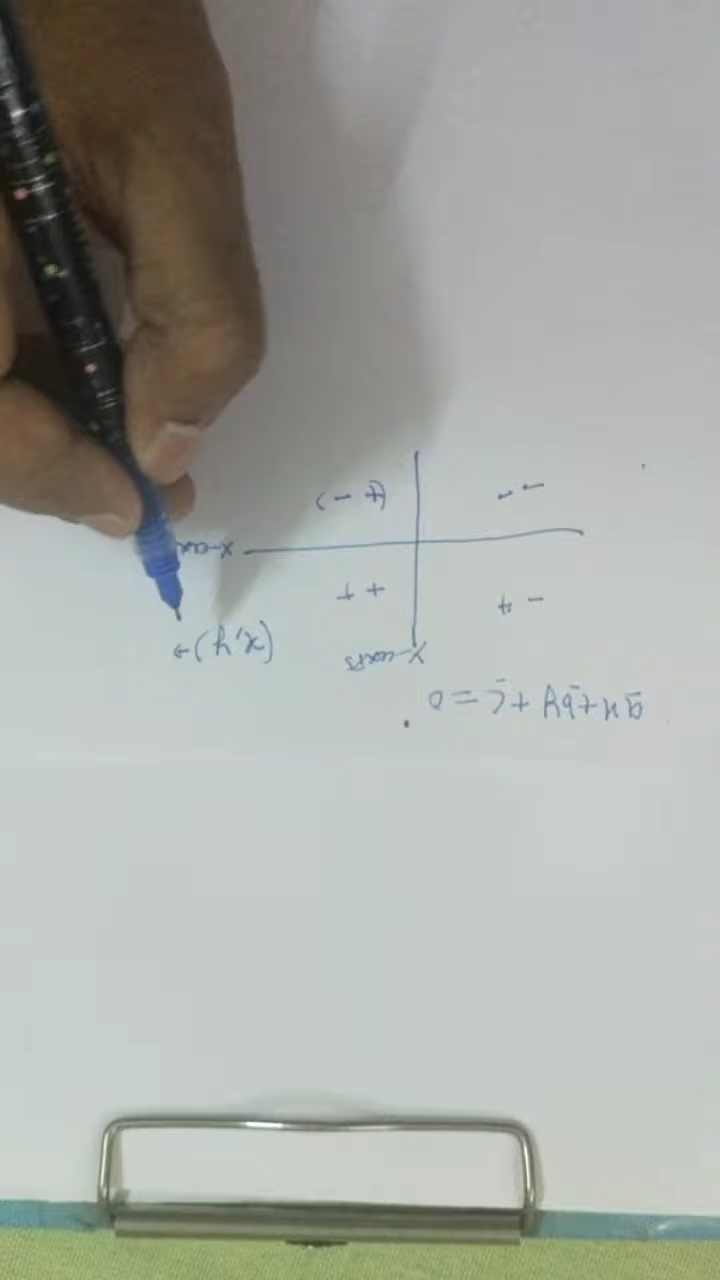 ax+by+c=0
Y-axis (x,y)→
- + + +
- - (+ -)